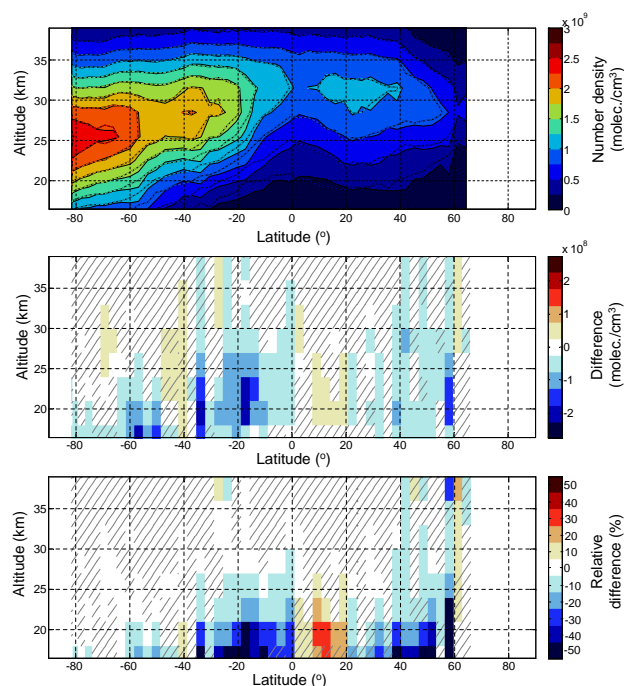 x 10^9
35
30
25
20
Altitude (km)
-80 -60 -40 -20 0 20 40 60 80
Latitude (º)
3
2.5
2
1.5
1
0.5
0
Number density
(molec./cm³)
x 10^8
35
30
25
20
Altitude (km)
-80 -60 -40 -20 0 20 40 60 80
Latitude (º)
2
1
0
-1
-2
Difference
(molec./cm³)
35
30
25
20
Altitude (km)
-80 -60 -40 -20 0 20 40 60 80
Latitude (º)
50
40
30
20
10
0
-10
-20
-30
-40
-50
Relative
difference (%)